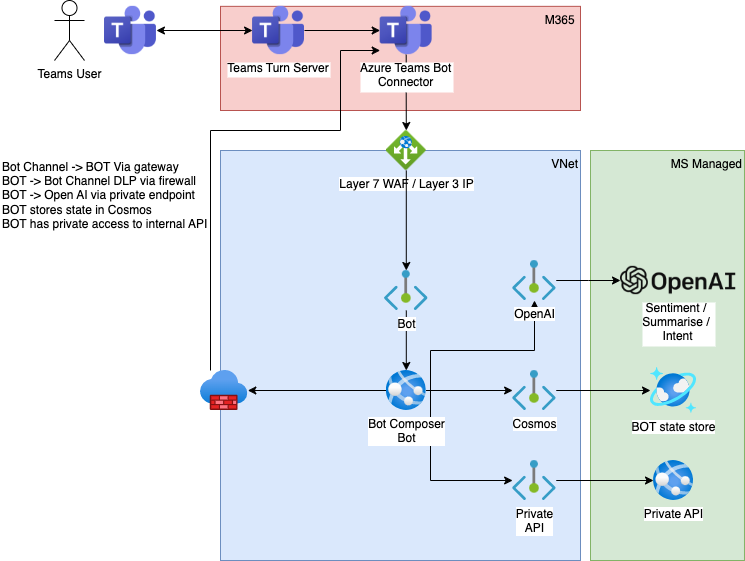 M365
Teams User
Teams Turn Server
Azure Teams Bot
Connector
Bot Channel -> BOT Via gateway
BOT -> Bot Channel DLP via firewall
BOT -> Open AI via private endpoint
BOT stores state in Cosmos
BOT has private access to internal API
VNet
MS Managed
Layer 7 WAF / Layer 3 IP
OpenAI
Sentiment /
Summarise /
Intent
OpenAI
Bot
Bot Composer
Bot
Cosmos
BOT state store
Private
API
Private API